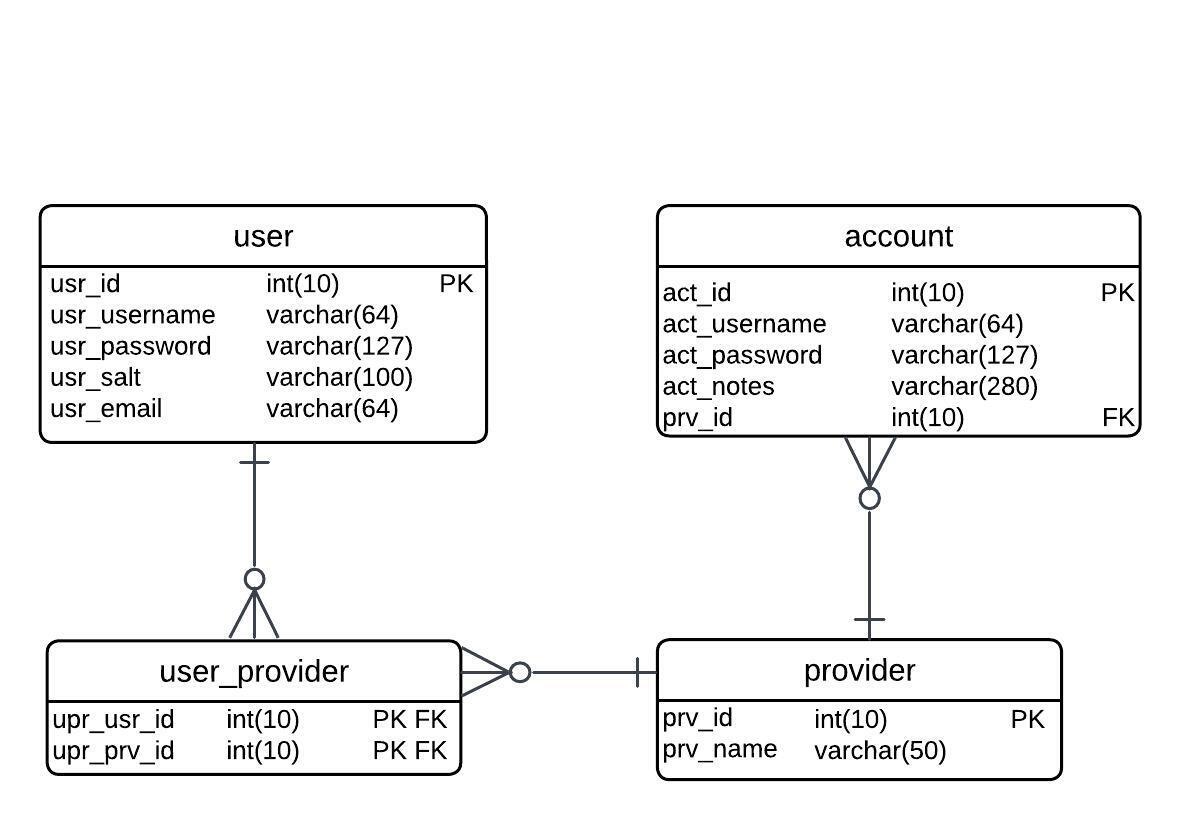 user
usr_id int(10) PK
usr_username varchar(64)
usr_password varchar(127)
usr_salt varchar(100)
usr_email varchar(64)
account
act_id int(10) PK
act_username varchar(64)
act_password varchar(127)
act_notes varchar(280)
prv_id int(10) FK
user_provider
upr_usr_id int(10) PK FK
upr_prv_id int(10) PK FK
provider
prv_id int(10) PK
prv_name varchar(50)